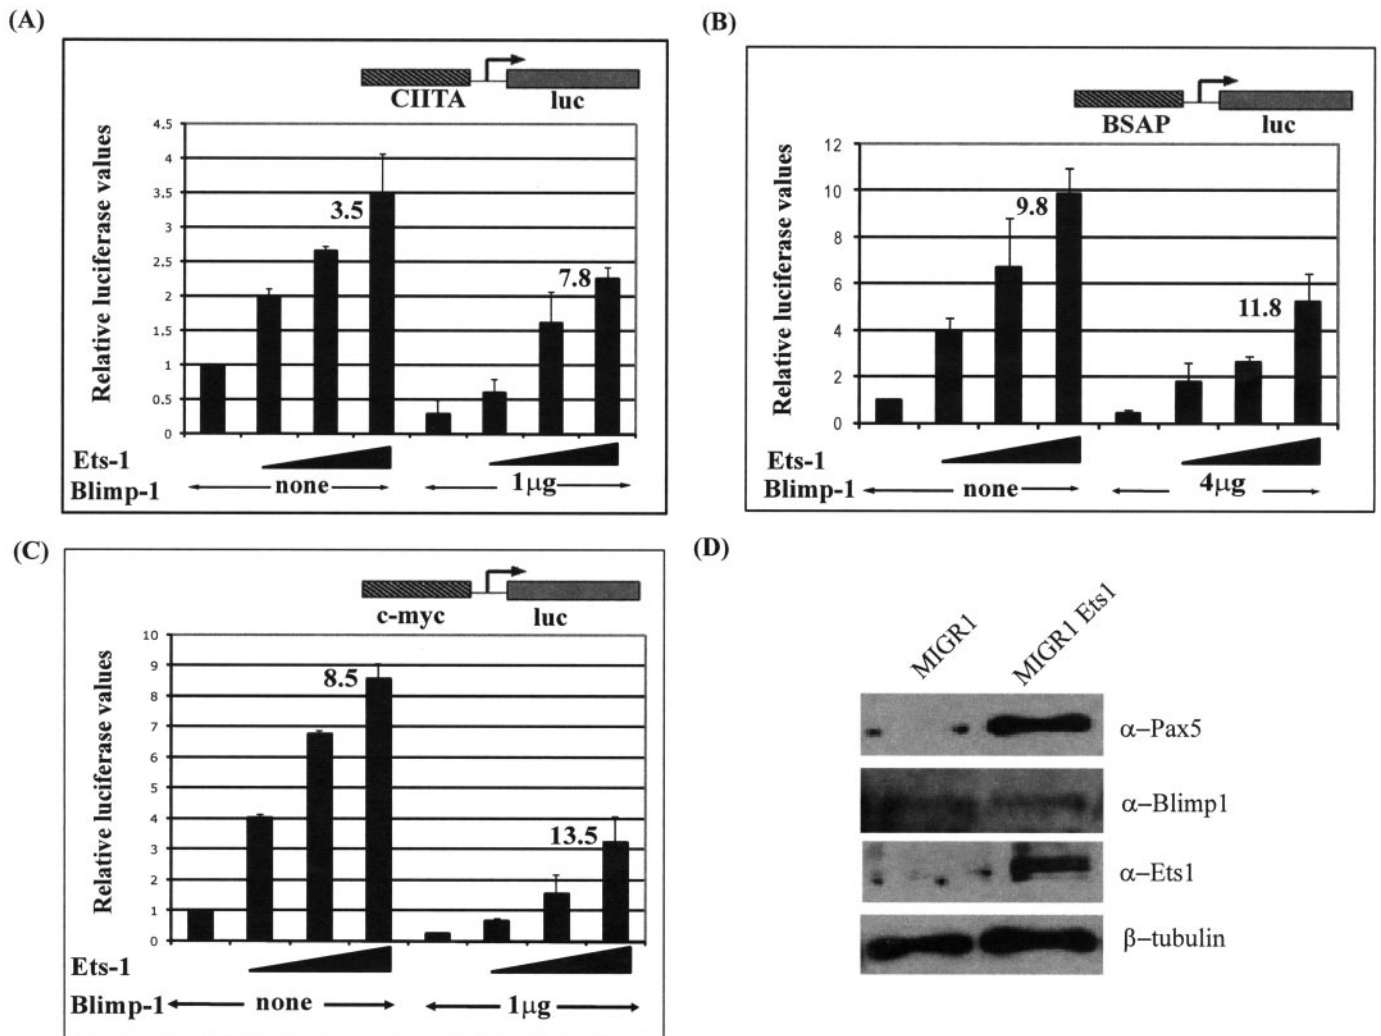 (A)
CIITA luc
Relative luciferase values
4.5
4
3.5
3
2.5
2
1.5
1
0.5
0
3.5
7.8
Ets-1
Blimp-1 none 1μg
(B)
BSAP luc
Relative luciferase values
12
10
8
6
4
2
0
9.8
11.8
Ets-1
Blimp-1 none 4μg
(C)
c-myc luc
Relative luciferase values
10
9
8
7
6
5
4
3
2
1
0
8.5
13.5
Ets-1
Blimp-1 none 1μg
(D)
MIGR1
MIGR1 Ets1
α–Pax5
α–Blimp1
α–Ets1
β–tubulin